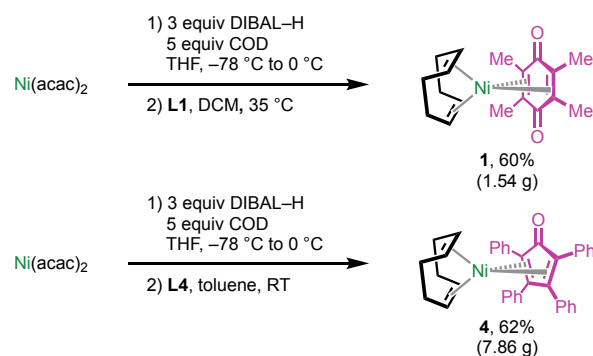 Ni(acac)2
1) 3 equiv DIBAL–H
5 equiv COD
THF, –78 °C to 0 °C
2) L1, DCM, 35 °C
Ni
O
Me
Me
Me
Me
O
1, 60%
(1.54 g)
Ni(acac)2
1) 3 equiv DIBAL–H
5 equiv COD
THF, –78 °C to 0 °C
2) L4, toluene, RT
Ni
O
Ph
Ph
Ph
Ph
4, 62%
(7.86 g)